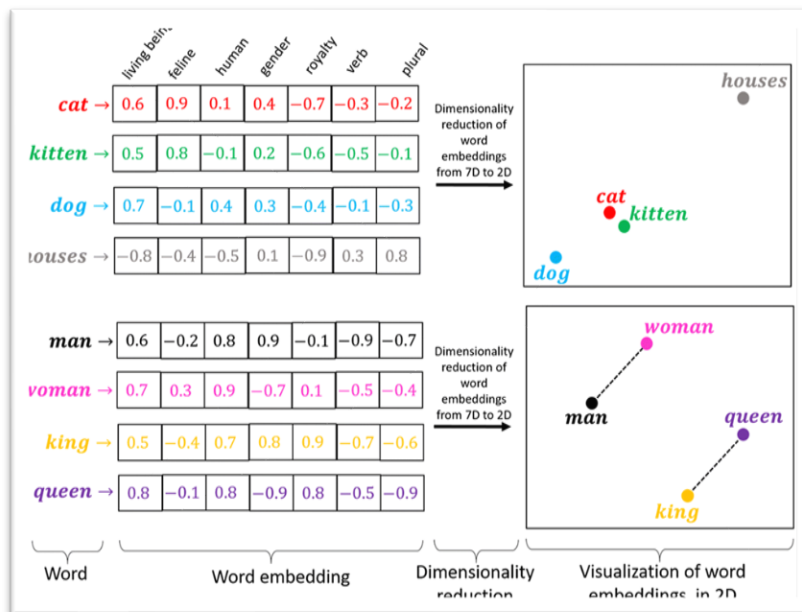 living bein
feline
human
gender
royalty
verb
plural
cat → 0.6 0.9 0.1 0.4 −0.7 −0.3 −0.2
kitten → 0.5 0.8 −0.1 0.2 −0.6 −0.5 −0.1
dog → 0.7 −0.1 0.4 0.3 −0.4 −0.1 −0.3
ouses → −0.8 −0.4 −0.5 0.1 −0.9 0.3 0.8
Dimensionality
reduction of
word
embeddings
from 7D to 2D
houses
cat
kitten
dog
man → 0.6 −0.2 0.8 0.9 −0.1 −0.9 −0.7
woman → 0.7 0.3 0.9 −0.7 0.1 −0.5 −0.4
king → 0.5 −0.4 0.7 0.8 0.9 −0.7 −0.6
queen → 0.8 −0.1 0.8 −0.9 0.8 −0.5 −0.9
Dimensionality
reduction of
word
embeddings
from 7D to 2D
woman
man
queen
king
Word
Word embedding
Dimensionality
reduction
Visualization of word
embeddings in 2D